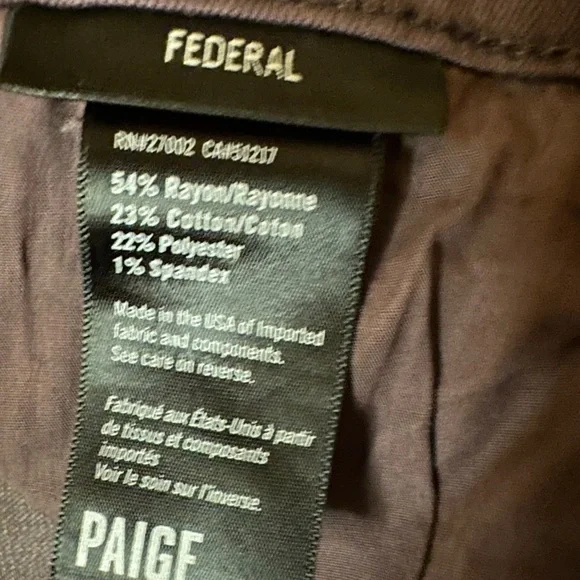 FEDERAL
RN#27002 CA#51217
54% Rayon/Rayonne
23% Cotton/Coton
22% Polyester
1% Spandex
Made in the USA of Imported
fabric and components.
See care on reverse.
Fabriqué aux États-Unis à partir
de tissus et composants
importés
Voir le soin sur l'inverse.
PAIGE